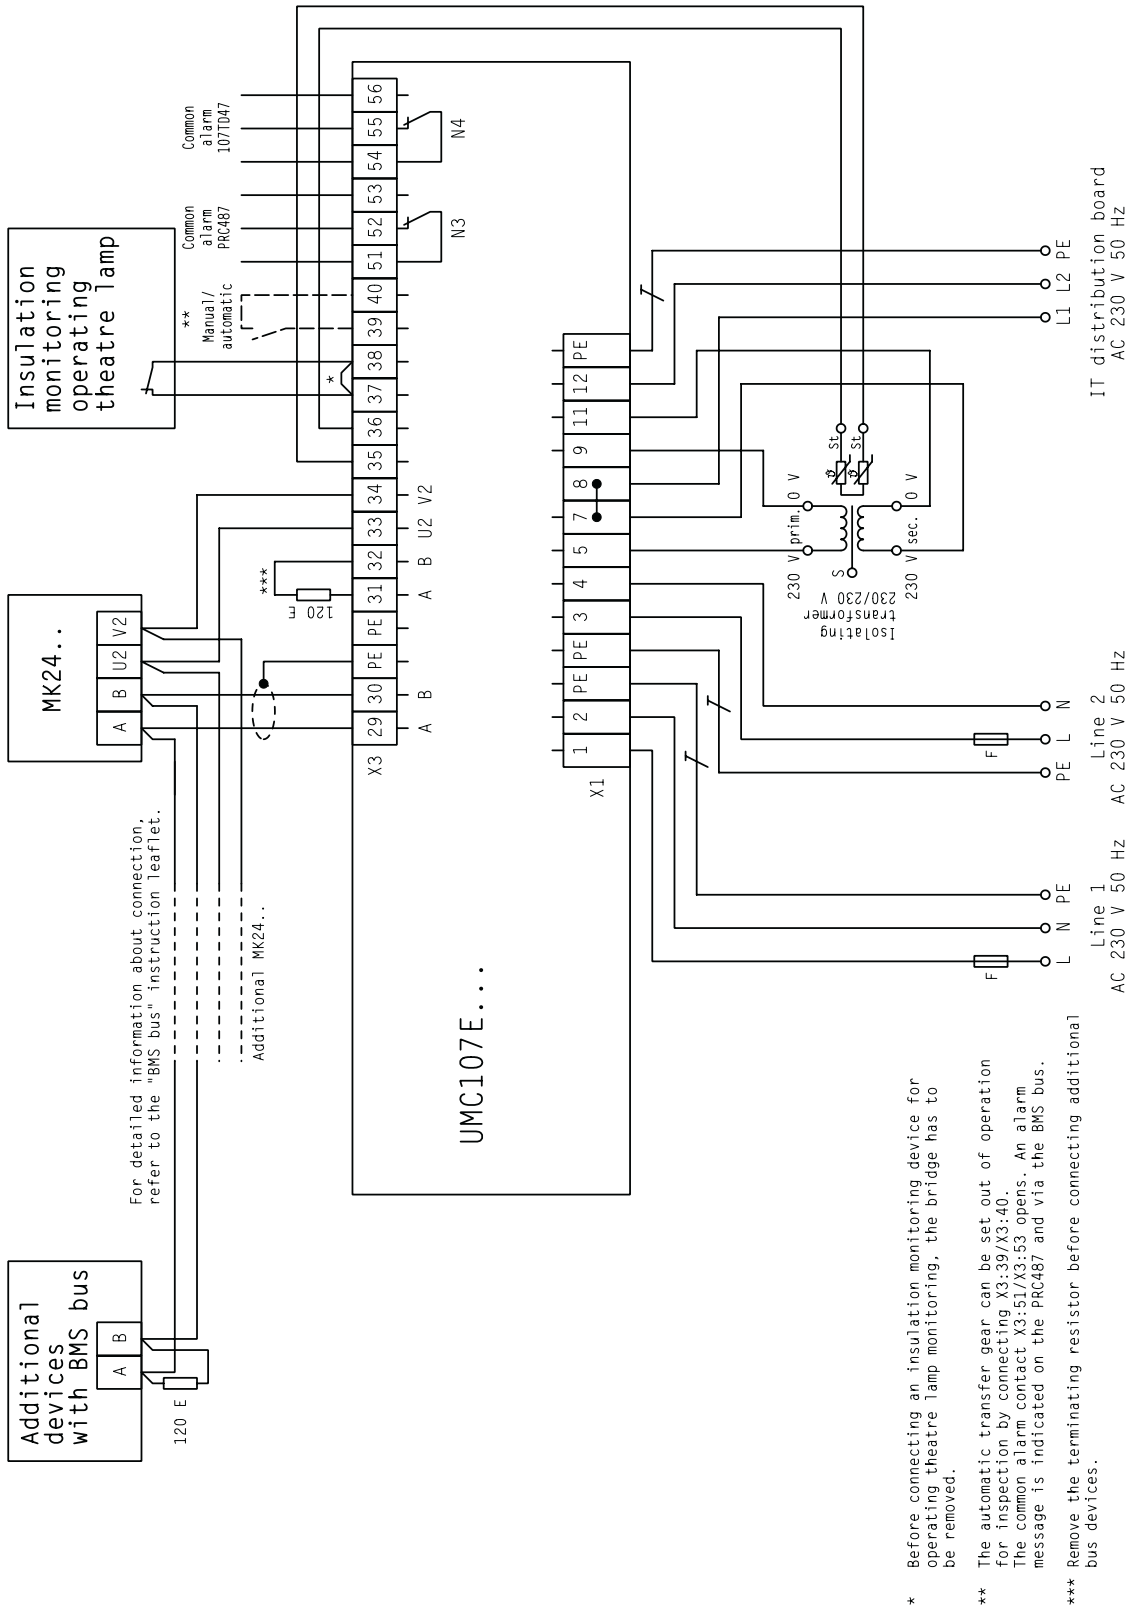 Additional
devices
with BMS bus
A
B
120 E
For detailed information about connection,
refer to the "BMS bus" instruction leaflet.
Additional MK24..
MK24..
A
B
U2
V2
Insulation
monitoring
operating
theatre lamp
**
Manual/
automatic
Common
alarm
PRC487
Common
alarm
107TD47
***
120 E
*
X3
29
30
PE
PE
31
32
33
34
35
36
37
38
39
40
51
52
53
54
55
56
A
B
A
B
U2
V2
N3
N4
UMC107E...
X1
1
2
PE
PE
3
4
5
7
8
9
11
12
PE
230 V prim. 0 V
St
St
ϑ
ϑ
S
230 V sec. 0 V
Isolating
transformer
230/230 V
F
F
L
N
PE
Line 1
AC 230 V 50 Hz
PE
L
N
Line 2
AC 230 V 50 Hz
L1
L2
PE
IT distribution board
AC 230 V 50 Hz
* Before connecting an insulation monitoring device for
operating theatre lamp monitoring, the bridge has to
be removed.
** The automatic transfer gear can be set out of operation
for inspection by connecting X3:39/X3:40.
The common alarm contact X3:51/X3:53 opens. An alarm
message is indicated on the PRC487 and via the BMS bus.
*** Remove the terminating resistor before connecting additional
bus devices.